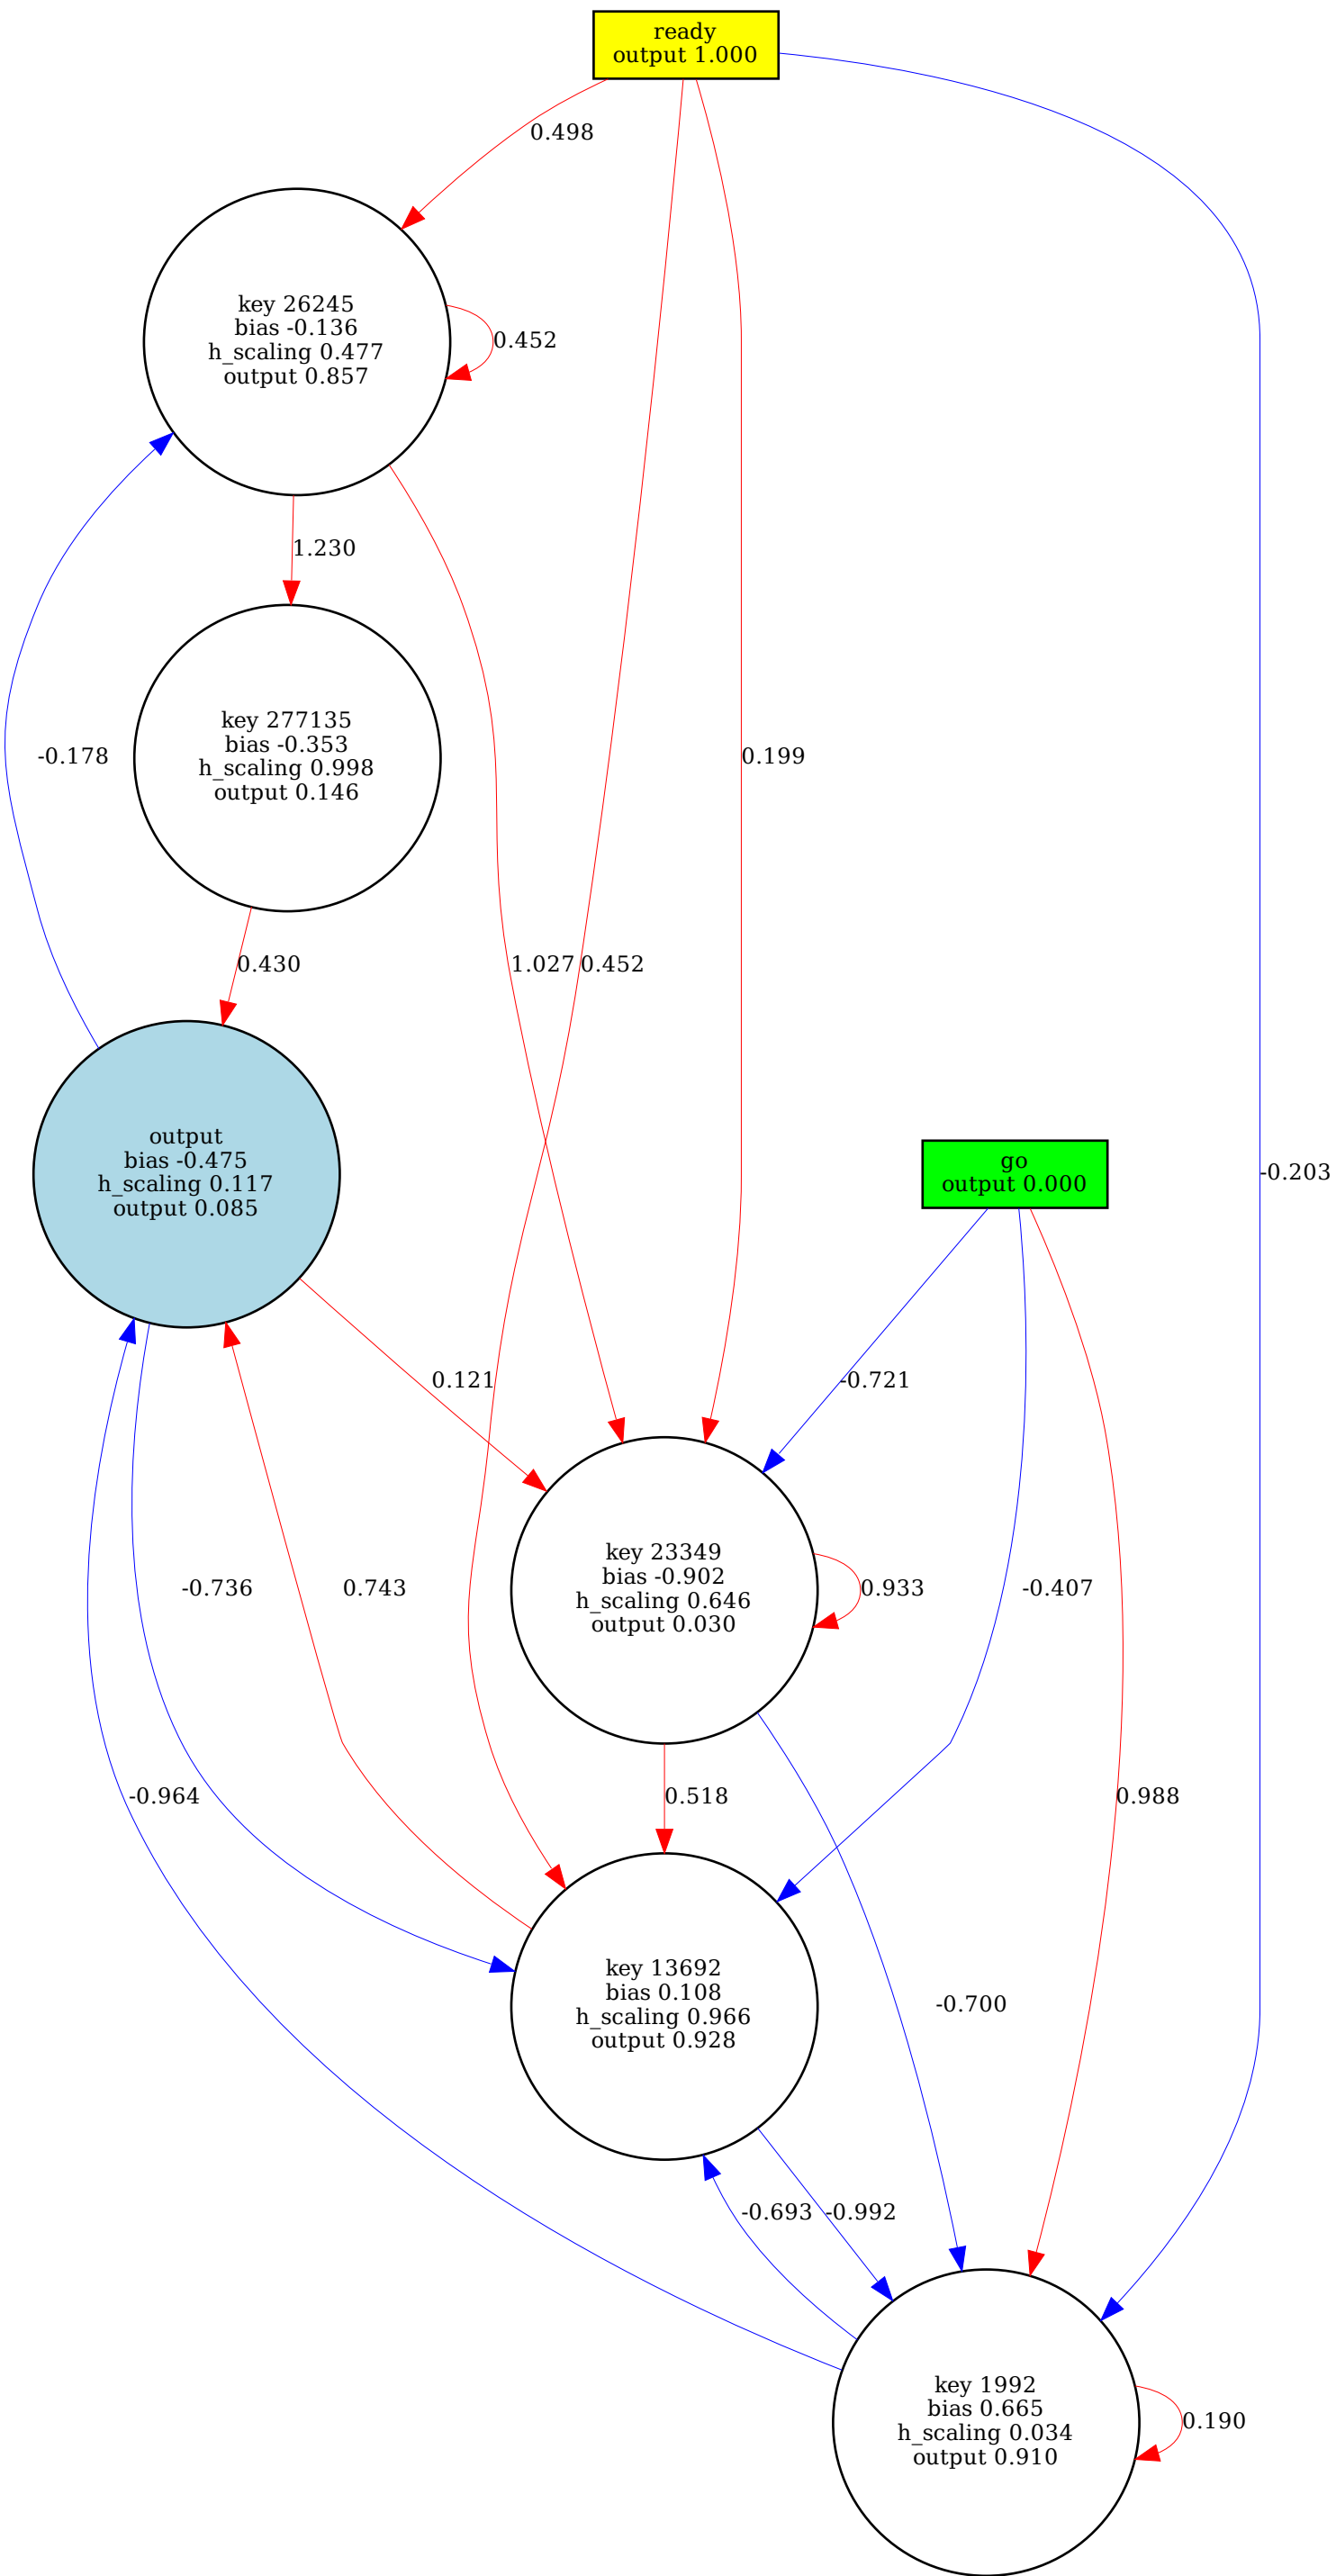 ready
output 1.000
0.498
key 26245
bias -0.136
h_scaling 0.477
output 0.857
0.452
1.230
key 277135
bias -0.353
h_scaling 0.998
output 0.146
-0.178
0.199
0.430
1.027
0.452
output
bias -0.475
h_scaling 0.117
output 0.085
go
output 0.000
-0.203
0.121
-0.721
key 23349
bias -0.902
h_scaling 0.646
output 0.030
-0.736
0.743
0.933
-0.407
-0.964
0.518
0.988
key 13692
bias 0.108
h_scaling 0.966
output 0.928
-0.700
-0.693
-0.992
key 1992
bias 0.665
h_scaling 0.034
output 0.910
0.190